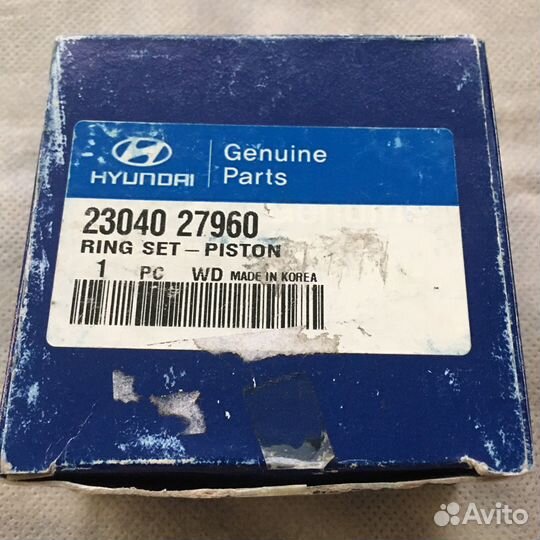 HYUNDAI
Genuine
Parts
23040 27960
RING SET – PISTON
1 PC WD MADE IN KOREA
Avito